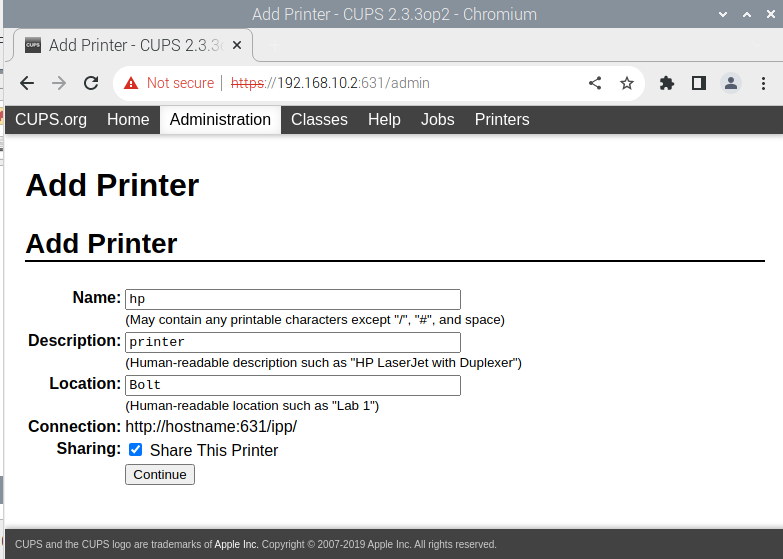 Add Printer - CUPS 2.3.3op2 - Chromium
CUPS Add Printer - CUPS 2.3.3
Not secure | https://192.168.10.2:631/admin
CUPS.org Home Administration Classes Help Jobs Printers
Add Printer
Add Printer
Name: hp
(May contain any printable characters except "/", "#", and space)
Description: printer
(Human-readable description such as "HP LaserJet with Duplexer")
Location: Bolt
(Human-readable location such as "Lab 1")
Connection: http://hostname:631/ipp/
Sharing: Share This Printer
Continue
CUPS and the CUPS logo are trademarks of Apple Inc. Copyright © 2007-2019 Apple Inc. All rights reserved.